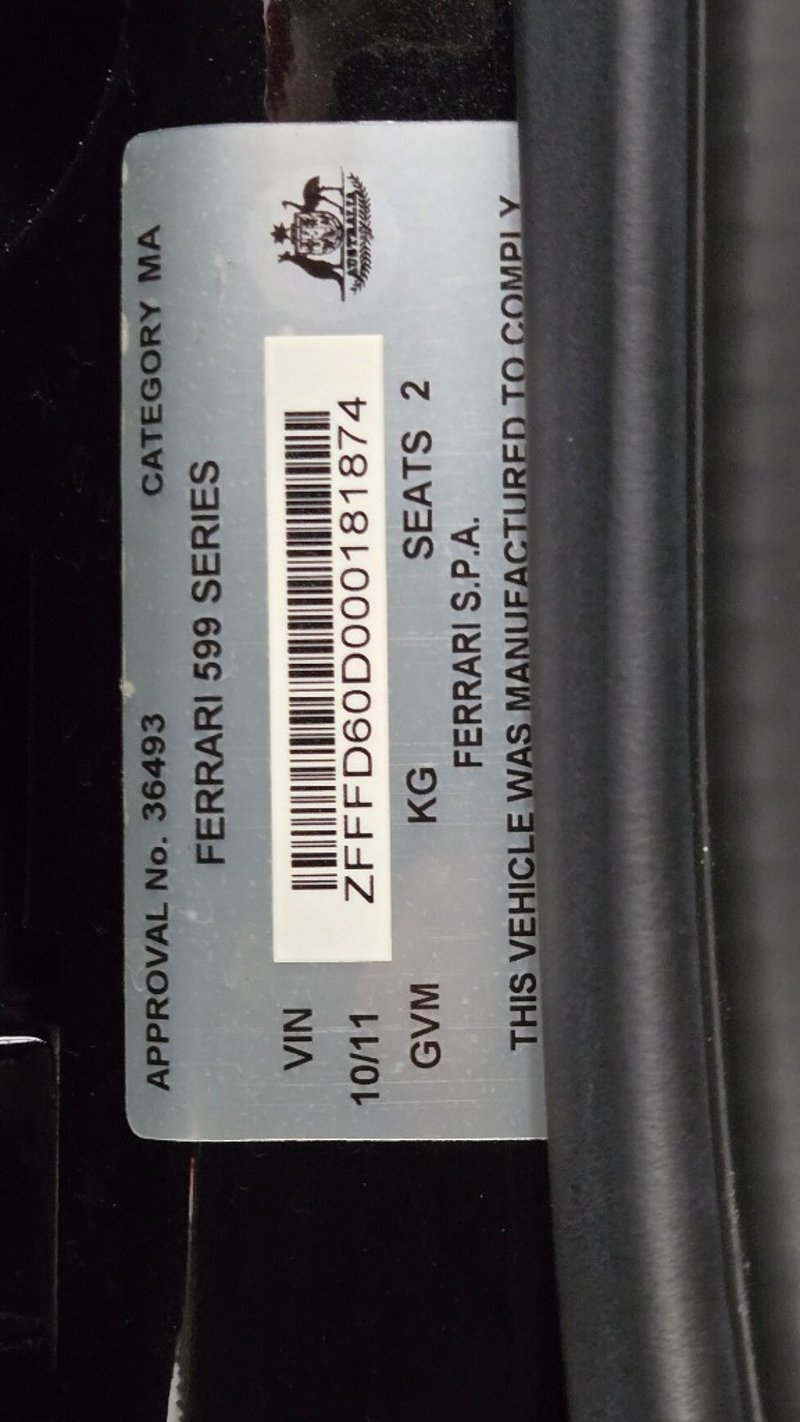 APPROVAL No. 36493 CATEGORY MA
FERRARI 599 SERIES
AUSTRALIA
VIN ZFFFD60D000181874
10/11
GVM KG SEATS 2
FERRARI S.P.A.
THIS VEHICLE WAS MANUFACTURED TO COMPLY